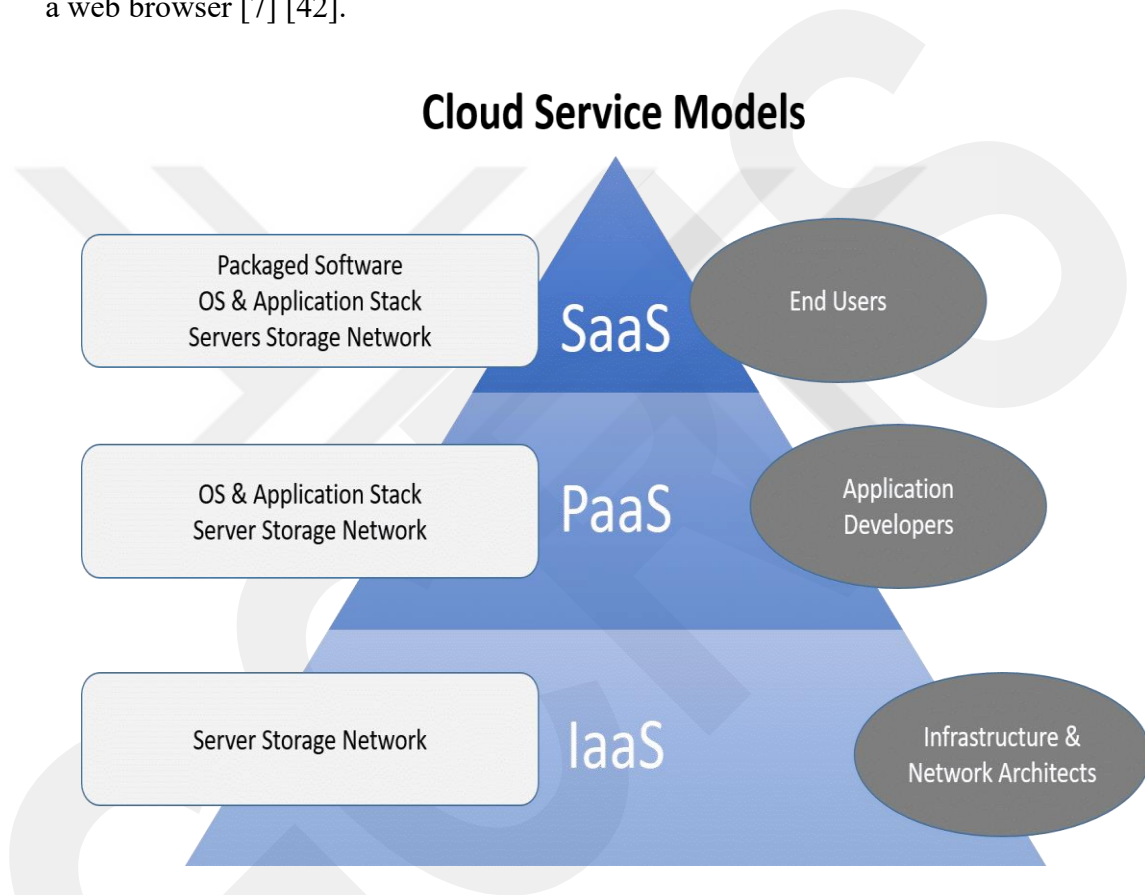 a web browser [7] [42].
Cloud Service Models
Packaged Software
OS & Application Stack
Servers Storage Network
SaaS
End Users
OS & Application Stack
Server Storage Network
PaaS
Application
Developers
Server Storage Network
IaaS
Infrastructure &
Network Architects